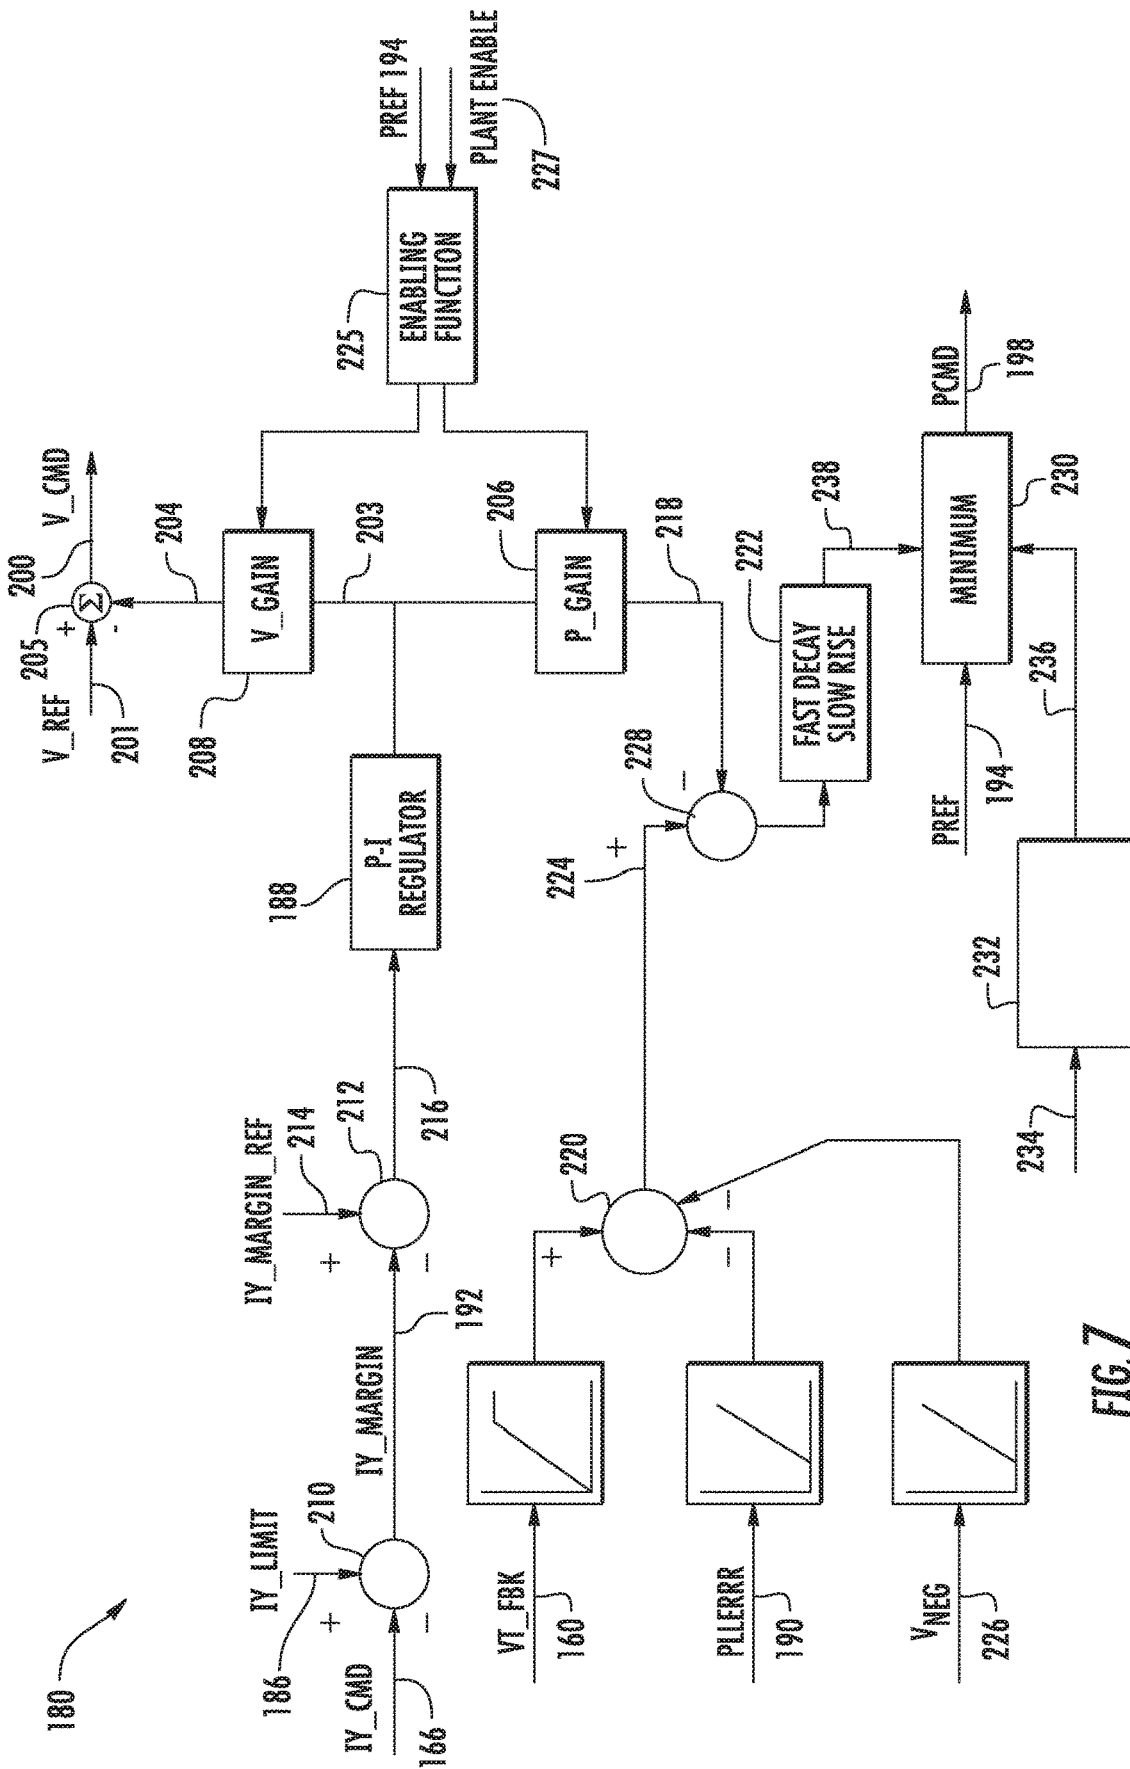 180
IY_LIMIT
186
210
IY_CMD
166
+
−
IY_MARGIN
192
IY_MARGIN_REF
214
212
+
−
216
188
P-I
REGULATOR
V_REF
201
205
+
-
Σ
200
V_CMD
204
208
V_GAIN
203
206
P_GAIN
218
225
ENABLING
FUNCTION
PREF 194
PLANT ENABLE
227
VT_FBK
160
PLLERRR
190
VNEG
226
220
+
−
−
224
+
−
228
222
FAST DECAY
SLOW RISE
238
PREF
194
MINIMUM
230
PCMD
198
232
234
236
FIG. 7